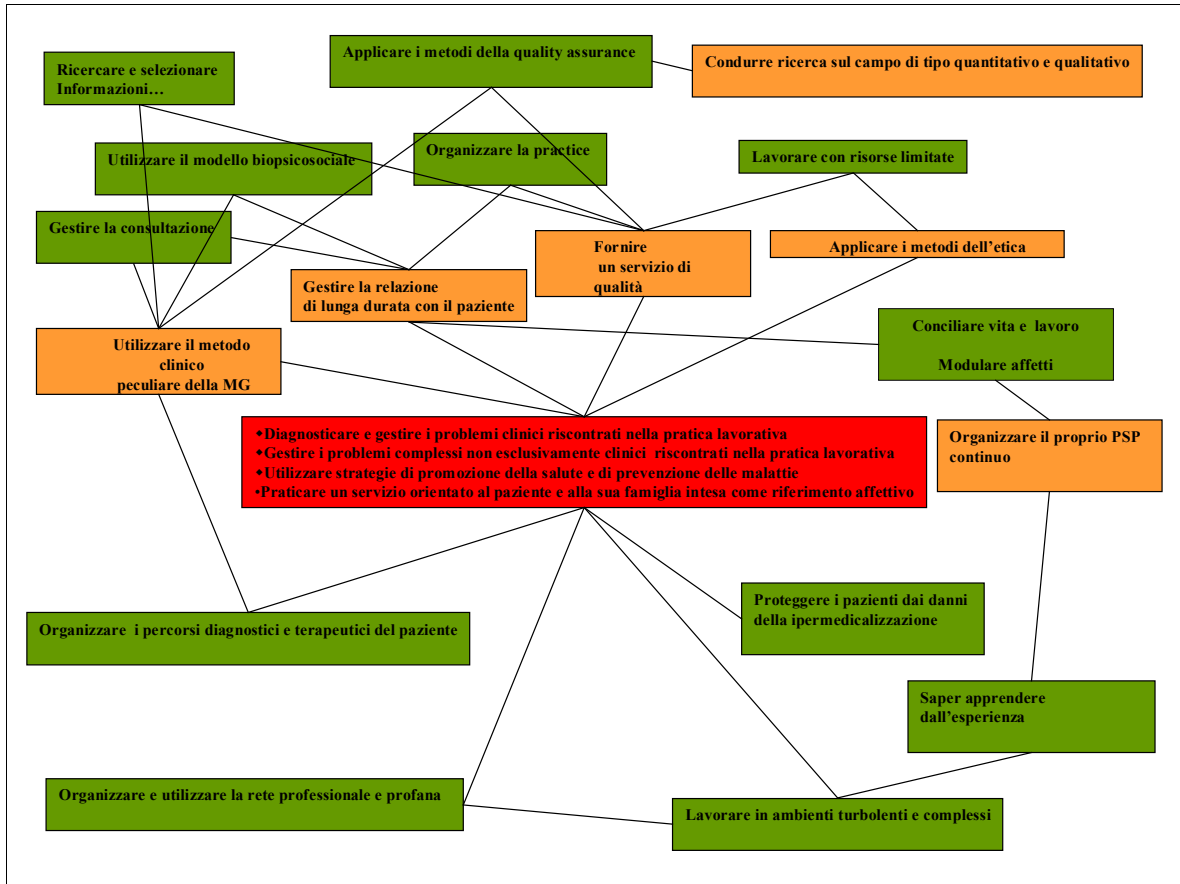 Applicare i metodi della quality assurance
Condurre ricerca sul campo di tipo quantitativo e qualitativo
Ricercare e selezionare
Informazioni…
Utilizzare il modello biopsicosociale
Organizzare la practice
Lavorare con risorse limitate
Gestire la consultazione
Fornire
un servizio di
qualità
Applicare i metodi dell'etica
Gestire la relazione
di lunga durata con il paziente
Conciliare vita e lavoro
Modulare affetti
Utilizzare il metodo
clinico
peculiare della MG
◆Diagnosticare e gestire i problemi clinici riscontrati nella pratica lavorativa
◆Gestire i problemi complessi non esclusivamente clinici riscontrati nella pratica lavorativa
◆Utilizzare strategie di promozione della salute e di prevenzione delle malattie
•Praticare un servizio orientato al paziente e alla sua famiglia intesa come riferimento affettivo
Organizzare il proprio PSP
continuo
Organizzare i percorsi diagnostici e terapeutici del paziente
Proteggere i pazienti dai danni
della ipermedicalizzazione
Saper apprendere
dall'esperienza
Organizzare e utilizzare la rete professionale e profana
Lavorare in ambienti turbolenti e complessi